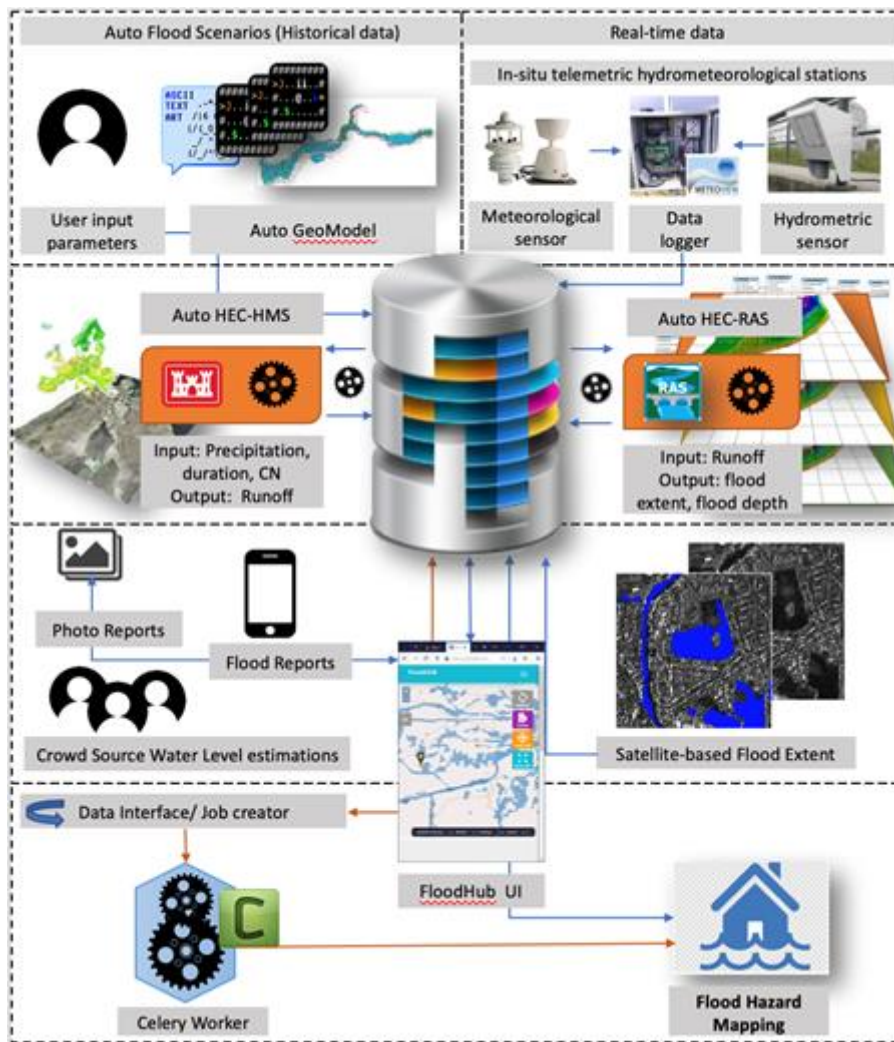 Auto Flood Scenarios (Historical data)
Real-time data
In-situ telemetric hydrometeorological stations
ASCII
TEXT
ART
User input
parameters
Auto GeoModel
Meteorological
sensor
Data
logger
Hydrometric
sensor
Auto HEC-HMS
Auto HEC-RAS
RAS
Input: Precipitation,
duration, CN
Output: Runoff
Input: Runoff
Output: flood
extent, flood depth
Photo Reports
Flood Reports
Crowd Source Water Level estimations
Satellite-based Flood Extent
Data Interface/ Job creator
FloodHub UI
C
Celery Worker
Flood Hazard
Mapping